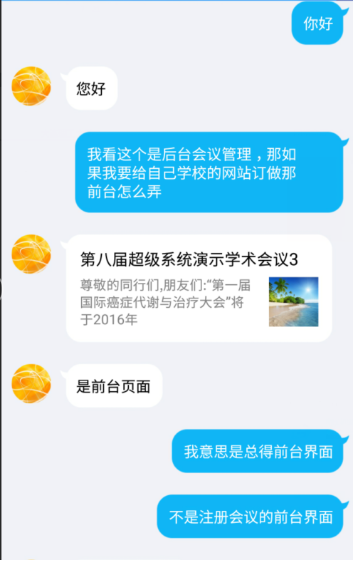 你好
您好
我看这个是后台会议管理，那如
果我要给自己学校的网站订做那
前台怎么弄
第八届超级系统演示学术会议3
尊敬的同行们,朋友们:“第一届
国际癌症代谢与治疗大会”将
于2016年
是前台页面
我意思是总得前台界面
不是注册会议的前台界面